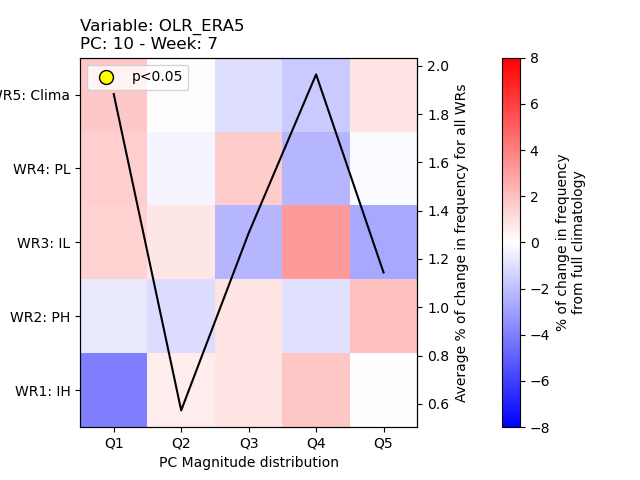 Variable: OLR_ERA5
PC: 10 - Week: 7
p<0.05
WR5: Clima
WR4: PL
WR3: IL
WR2: PH
WR1: IH
Q1 Q2 Q3 Q4 Q5
PC Magnitude distribution
2.0
1.8
1.6
1.4
1.2
1.0
0.8
0.6
Average % of change in frequency for all WRs
8
6
4
2
0
−2
−4
−6
−8
% of change in frequency
from full climatology